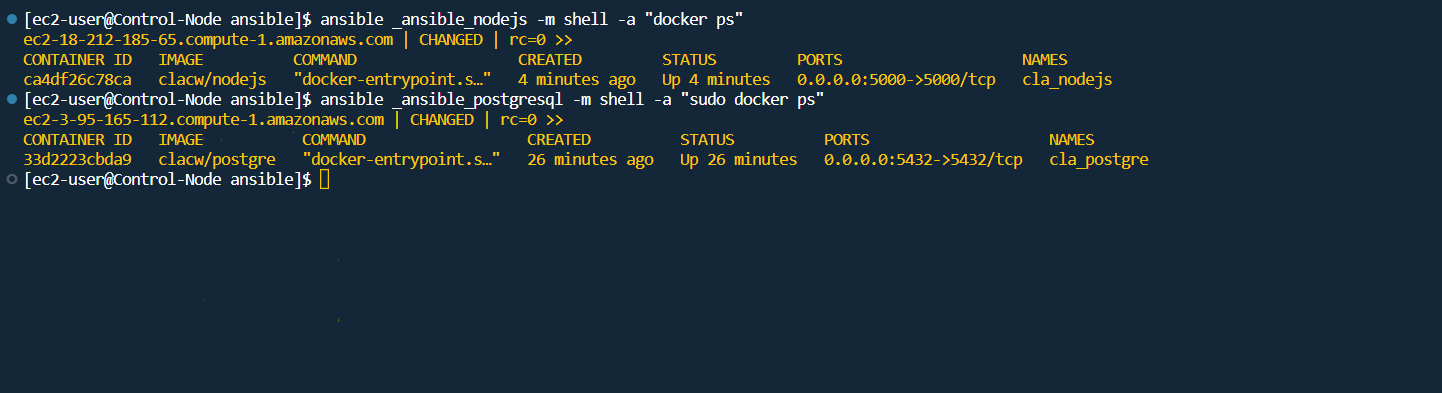 [ec2-user@Control-Node ansible]$ ansible _ansible_nodejs -m shell -a "docker ps"
ec2-18-212-185-65.compute-1.amazonaws.com | CHANGED | rc=0 >>
CONTAINER ID   IMAGE          COMMAND                  CREATED         STATUS         PORTS                    NAMES
ca4df26c78ca   clacw/nodejs   "docker-entrypoint.s…"   4 minutes ago   Up 4 minutes   0.0.0.0:5000->5000/tcp   cla_nodejs
[ec2-user@Control-Node ansible]$ ansible _ansible_postgresql -m shell -a "sudo docker ps"
ec2-3-95-165-112.compute-1.amazonaws.com | CHANGED | rc=0 >>
CONTAINER ID   IMAGE           COMMAND                  CREATED          STATUS          PORTS                    NAMES
33d2223cbda9   clacw/postgre   "docker-entrypoint.s…"   26 minutes ago   Up 26 minutes   0.0.0.0:5432->5432/tcp   cla_postgre
[ec2-user@Control-Node ansible]$